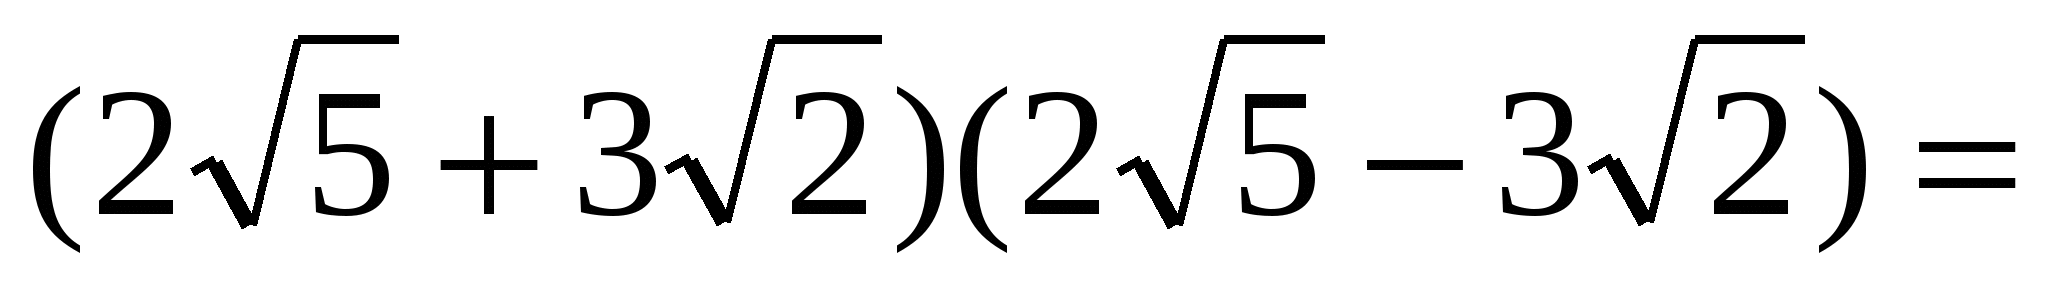 (2√5 + 3√2)(2√5 − 3√2) =